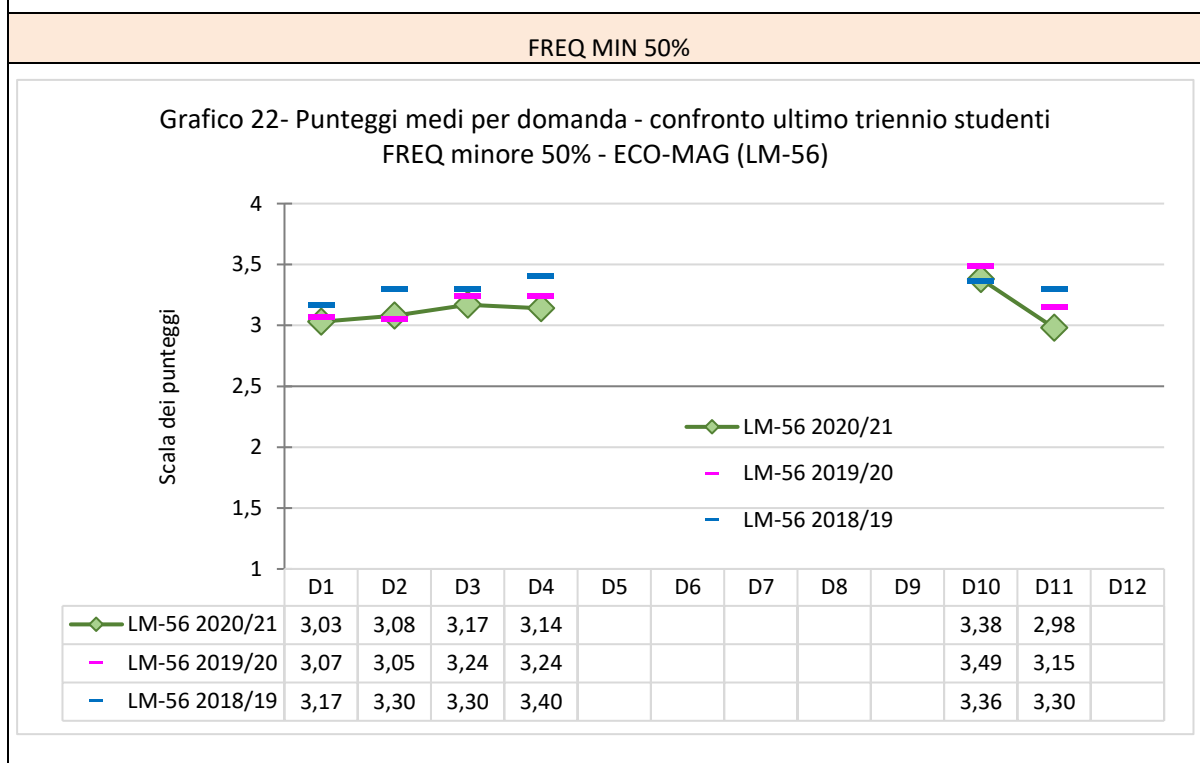 FREQ MIN 50%
Grafico 22- Punteggi medi per domanda - confronto ultimo triennio studenti
FREQ minore 50% - ECO-MAG (LM-56)
Scala dei punteggi
4
3,5
3
2,5
2
1,5
1
LM-56 2020/21
LM-56 2019/20
LM-56 2018/19
D1 D2 D3 D4 D5 D6 D7 D8 D9 D10 D11 D12
LM-56 2020/21 3,03 3,08 3,17 3,14 3,38 2,98
LM-56 2019/20 3,07 3,05 3,24 3,24 3,49 3,15
LM-56 2018/19 3,17 3,30 3,30 3,40 3,36 3,30